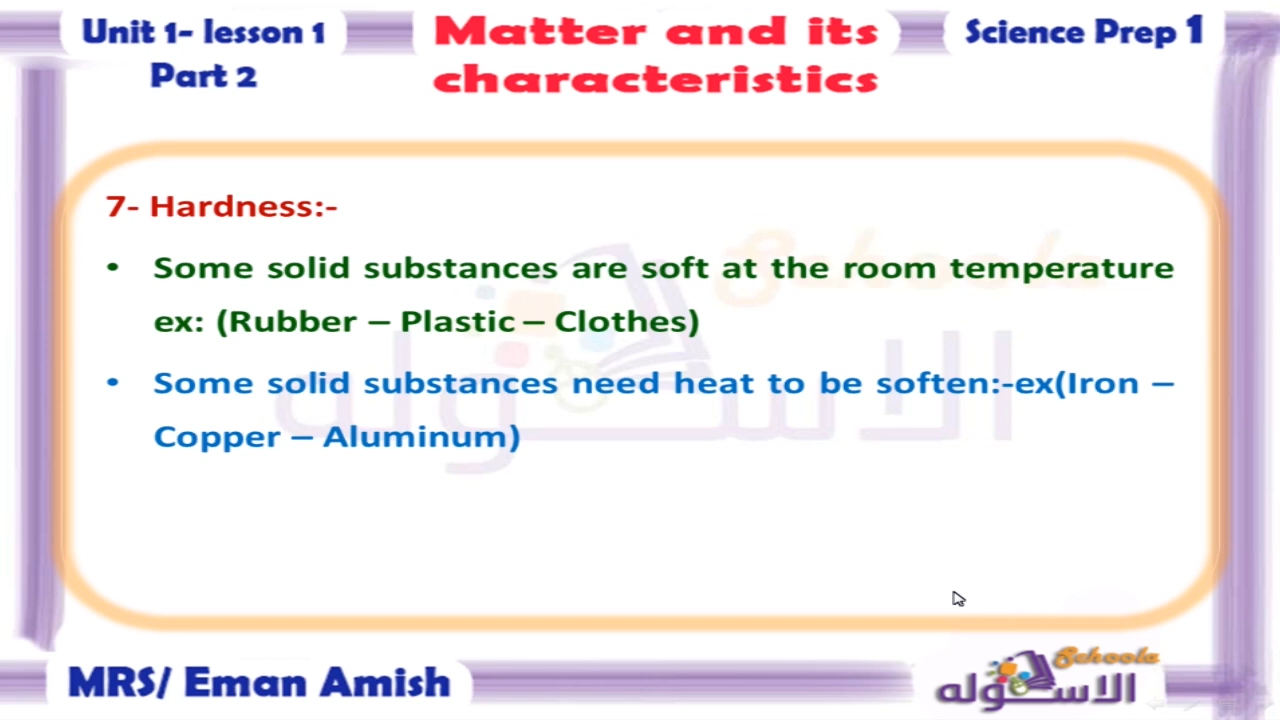 Unit 1- lesson 1
Part 2
Matter and its
characteristics
Science Prep 1
7- Hardness:-
• Some solid substances are soft at the room temperature
ex: (Rubber – Plastic – Clothes)
• Some solid substances need heat to be soften:-ex(Iron –
Copper – Aluminum)
MRS/ Eman Amish
Schoola
الاسكوله